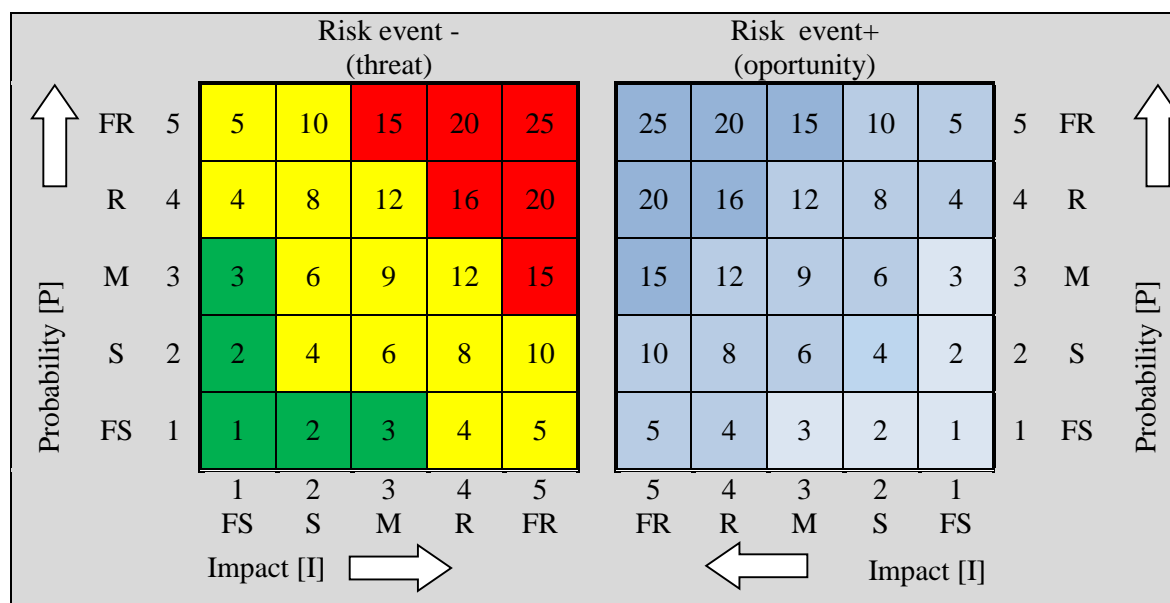 Risk event - Risk event+
(threat) (oportunity)
FR 5 5 10 15 20 25 25 20 15 10 5 5 FR
R 4 4 8 12 16 20 20 16 12 8 4 4 R
M 3 3 6 9 12 15 15 12 9 6 3 3 M
S 2 2 4 6 8 10 10 8 6 4 2 2 S
FS 1 1 2 3 4 5 5 4 3 2 1 1 FS
Probability [P] Probability [P]
1 2 3 4 5 5 4 3 2 1
FS S M R FR FR R M S FS
Impact [I] Impact [I]